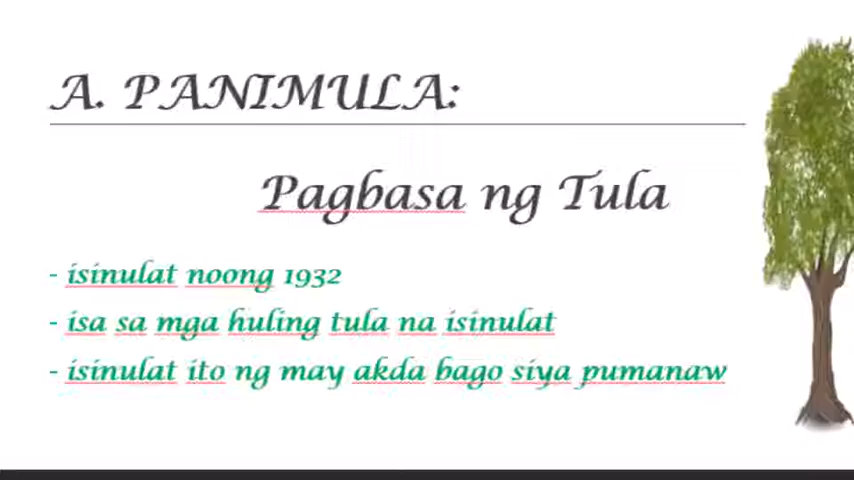 A. PANIMULA:
Pagbasa ng Tula
- isinulat noong 1932
- isa sa mga huling tula na isinulat
- isinulat ito ng may akda bago siya pumanaw